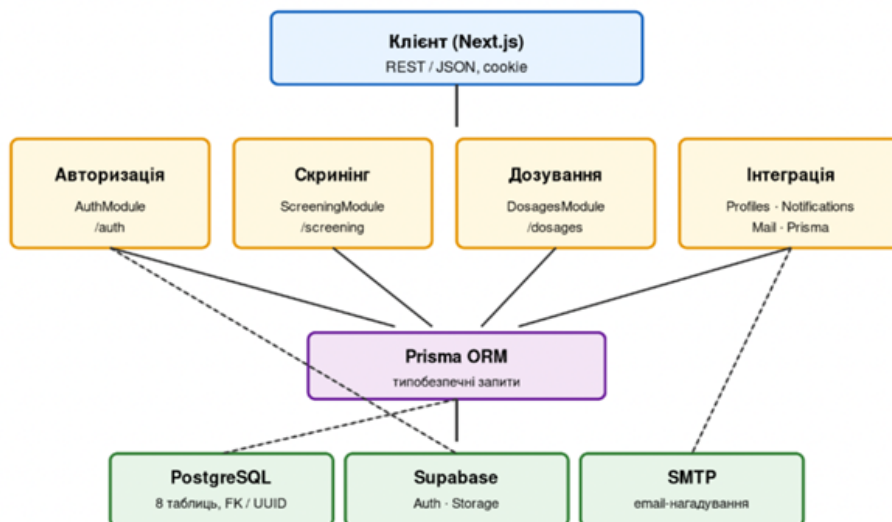 Клієнт (Next.js)
REST / JSON, cookie
Авторизація
AuthModule
/auth
Скринінг
ScreeningModule
/screening
Дозування
DosagesModule
/dosages
Інтеграція
Profiles · Notifications
Mail · Prisma
Prisma ORM
типобезпечні запити
PostgreSQL
8 таблиць, FK / UUID
Supabase
Auth · Storage
SMTP
email-нагадування